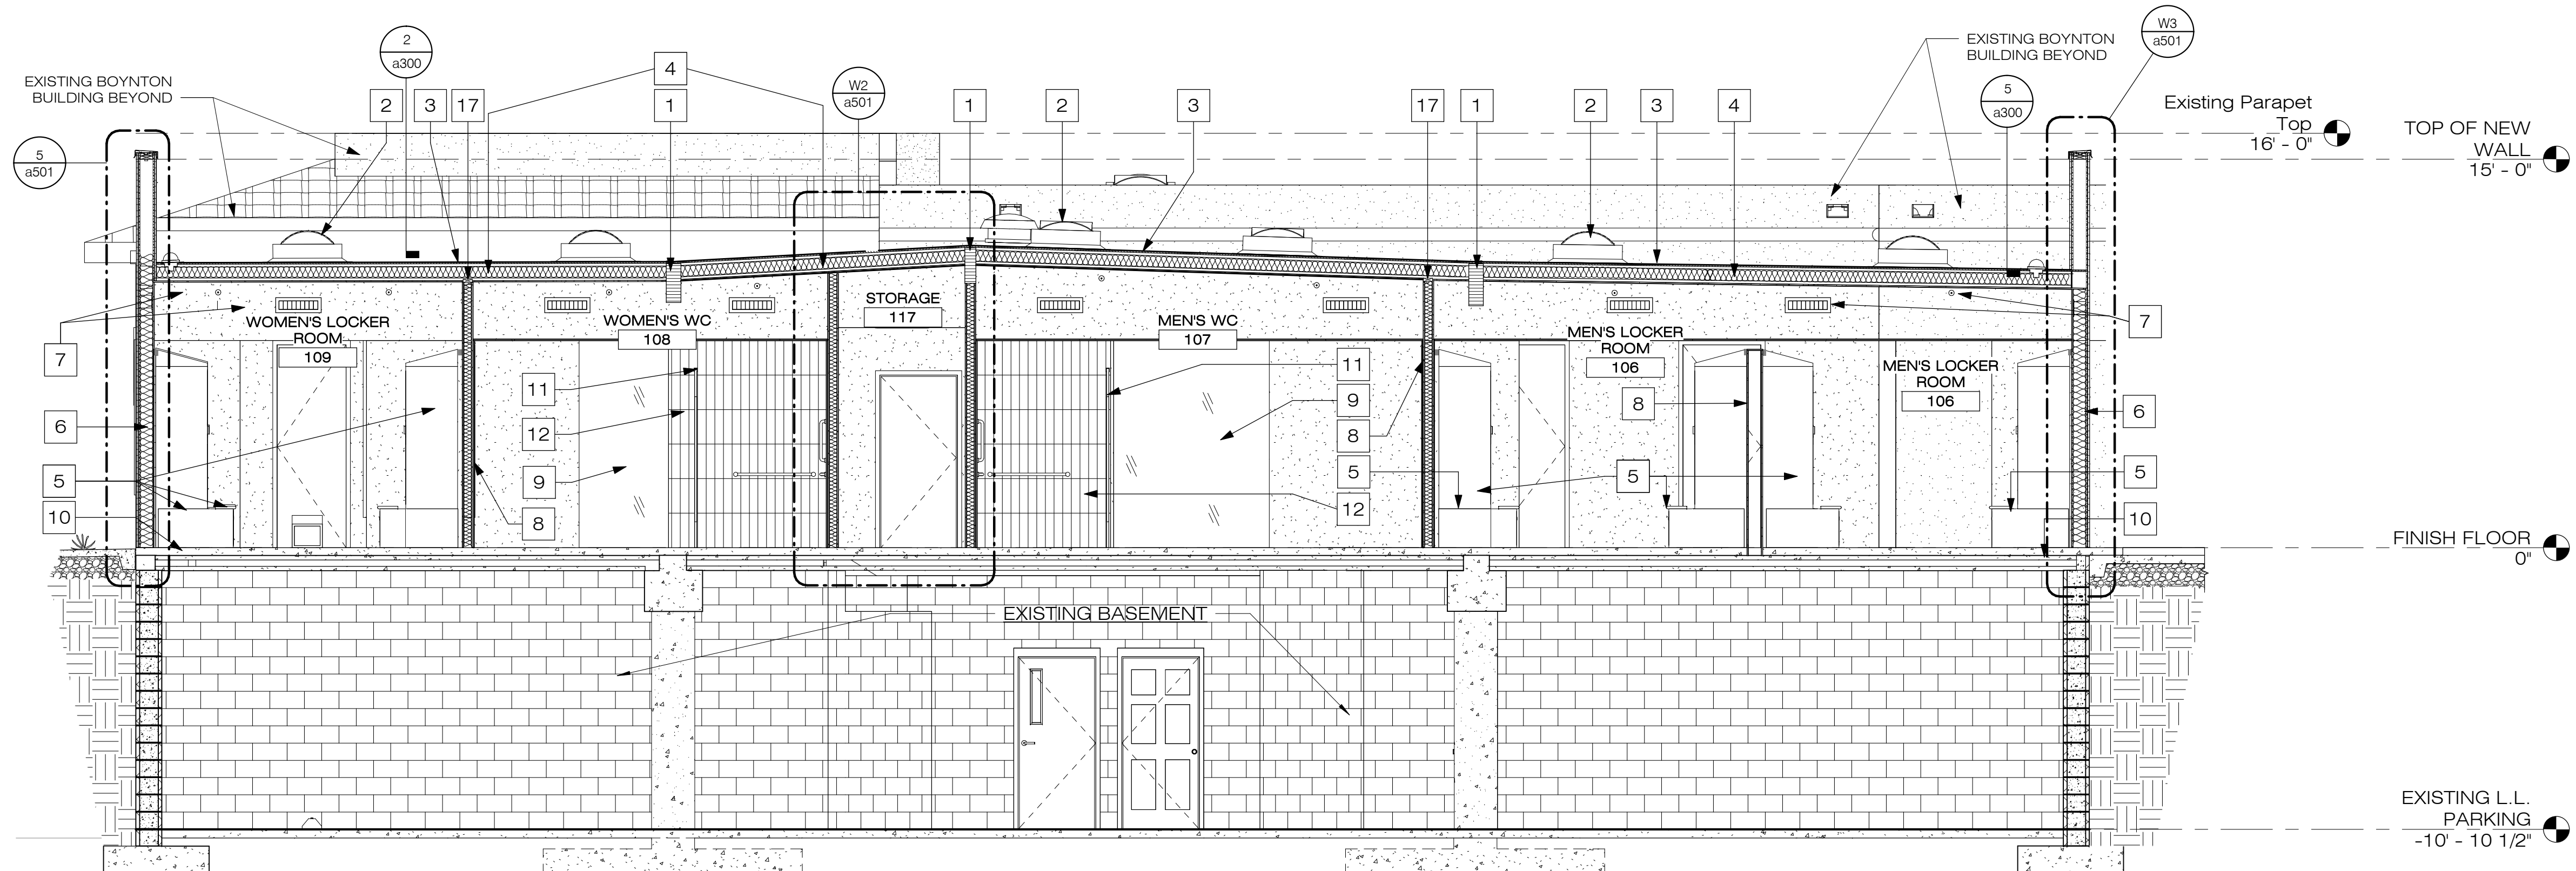 2
a300
W3
a501
EXISTING BOYNTON
BUILDING BEYOND
4
W2
a501
EXISTING BOYNTON
BUILDING BEYOND
2
3
17
1
1
2
3
17
1
2
3
4
5
a300
Existing Parapet
Top
16' - 0"
TOP OF NEW
WALL
15' - 0"
5
a501
STORAGE
117
WOMEN'S LOCKER
ROOM
109
WOMEN'S WC
108
MEN'S WC
107
MEN'S LOCKER
ROOM
106
MEN'S LOCKER
ROOM
106
7
7
11
12
9
8
11
9
8
5
12
8
5
6
5
10
6
5
10
FINISH FLOOR
0"
EXISTING BASEMENT
EXISTING L.L.
PARKING
-10' - 10 1/2"